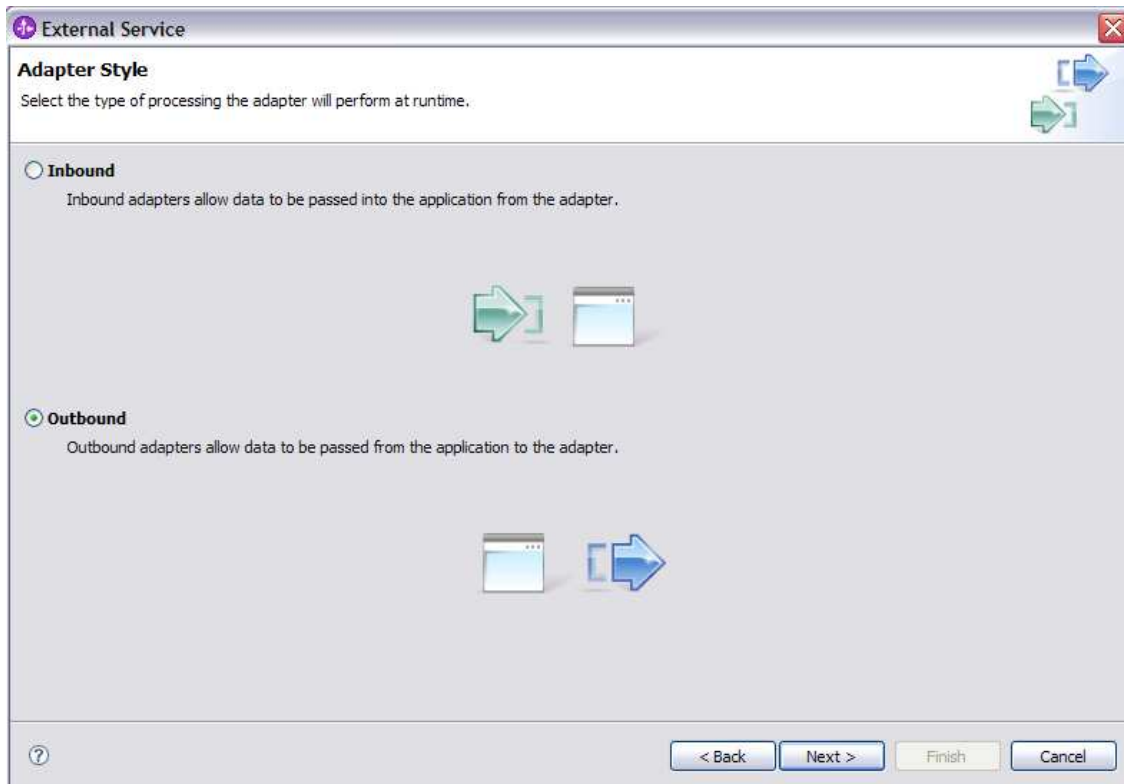 External Service
Adapter Style
Select the type of processing the adapter will perform at runtime.
Inbound
Inbound adapters allow data to be passed into the application from the adapter.
Outbound
Outbound adapters allow data to be passed from the application to the adapter.
?
< Back Next > Finish Cancel